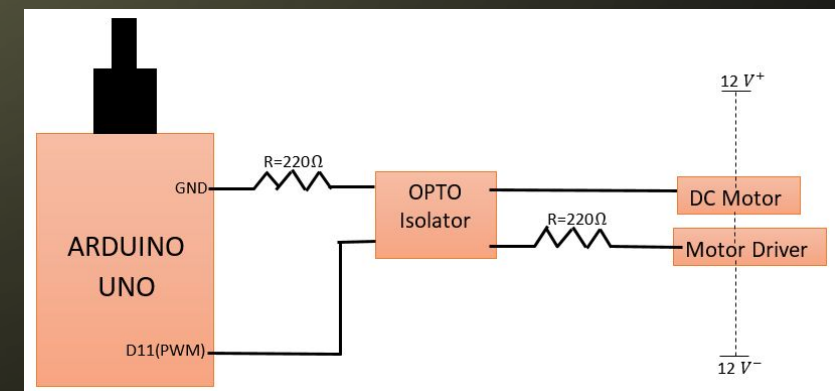 12 V⁺
R=220Ω
GND
OPTO
Isolator
DC Motor
R=220Ω
Motor Driver
ARDUINO
UNO
D11(PWM)
12 V⁻